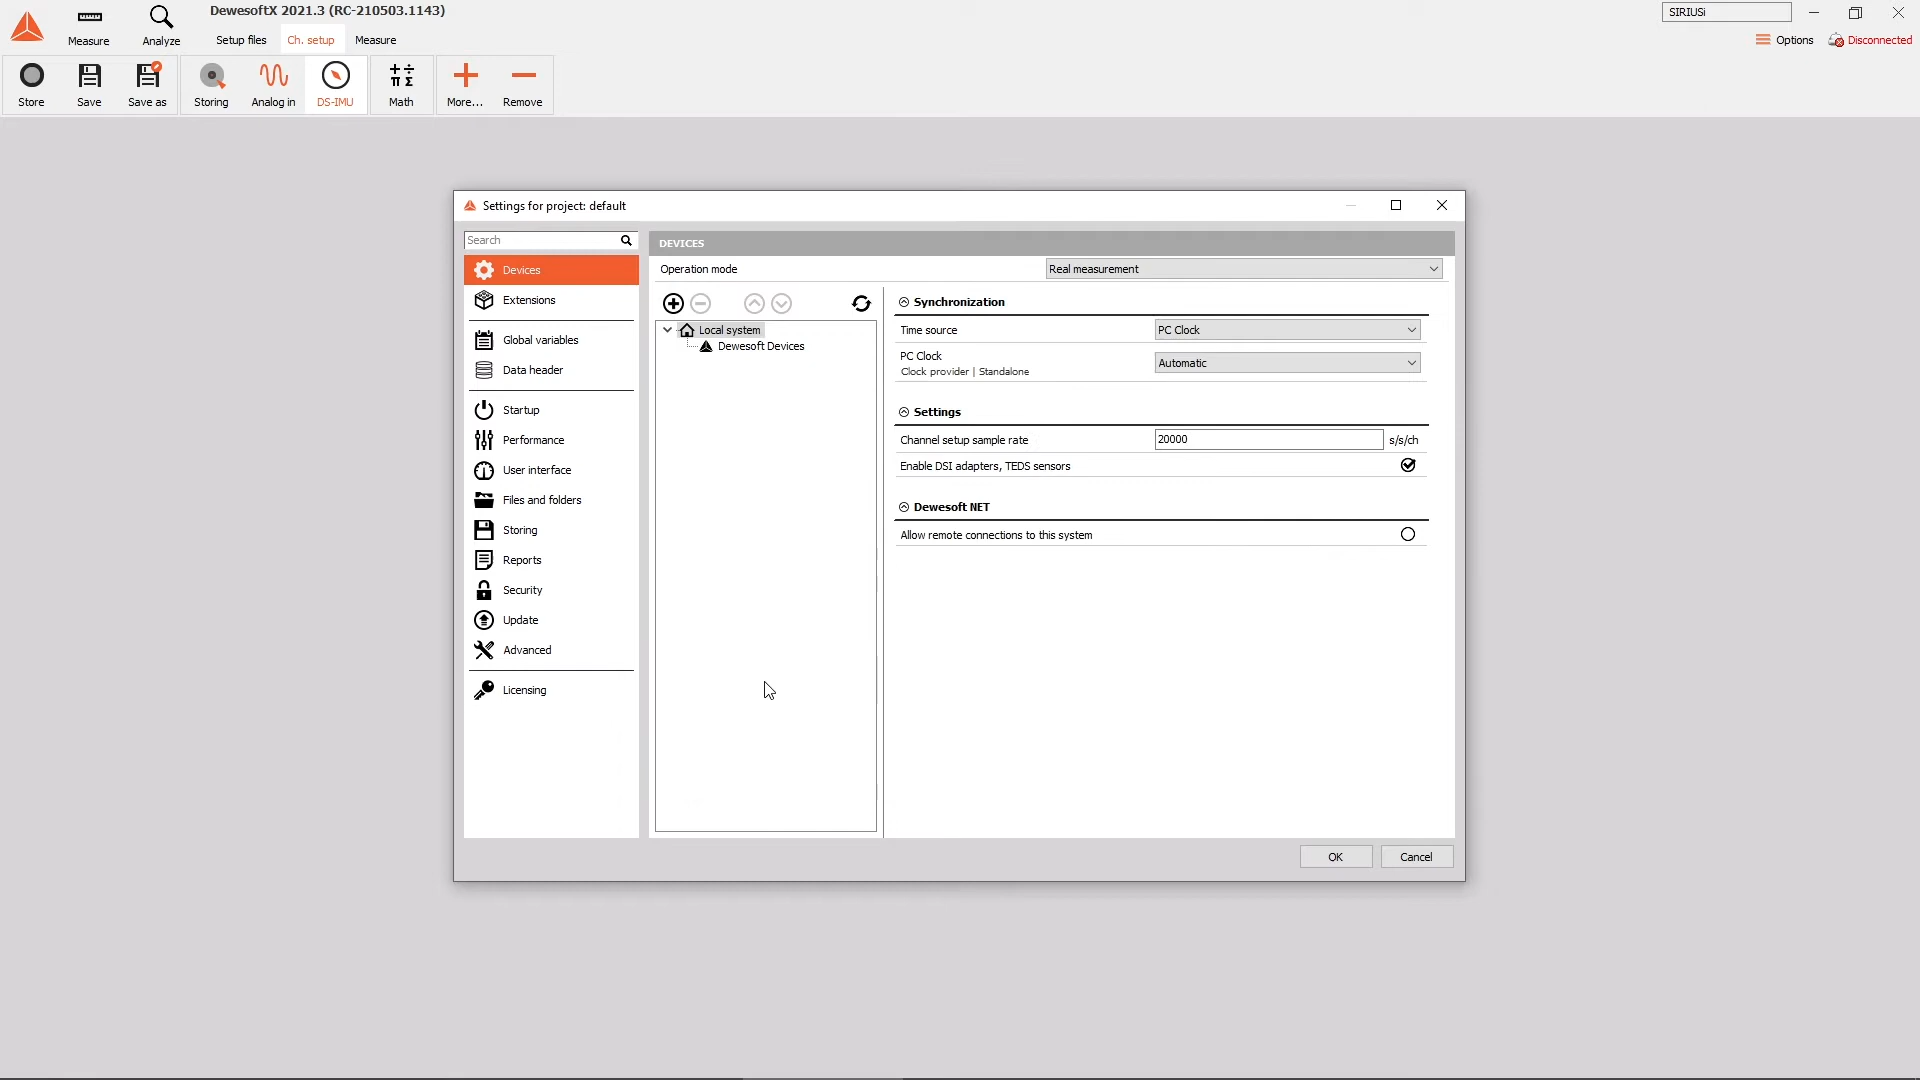 DewesoftX 2021.3 (RC-210503.1143)
SIRIUSi
Measure
Analyze
Setup files
Ch. setup
Measure
Options
Disconnected
Store
Save
Save as
Storing
Analog in
DS-IMU
Math
More...
Remove
Settings for project: default
Search
Devices
Extensions
Global variables
Data header
Startup
Performance
User interface
Files and folders
Storing
Reports
Security
Update
Advanced
Licensing
DEVICES
Operation mode
Real measurement
Local system
Dewesoft Devices
Synchronization
Time source
PC Clock
PC Clock
Clock provider | Standalone
Automatic
Settings
Channel setup sample rate
20000
s/s/ch
Enable DSI adapters, TEDS sensors
Dewesoft NET
Allow remote connections to this system
OK
Cancel